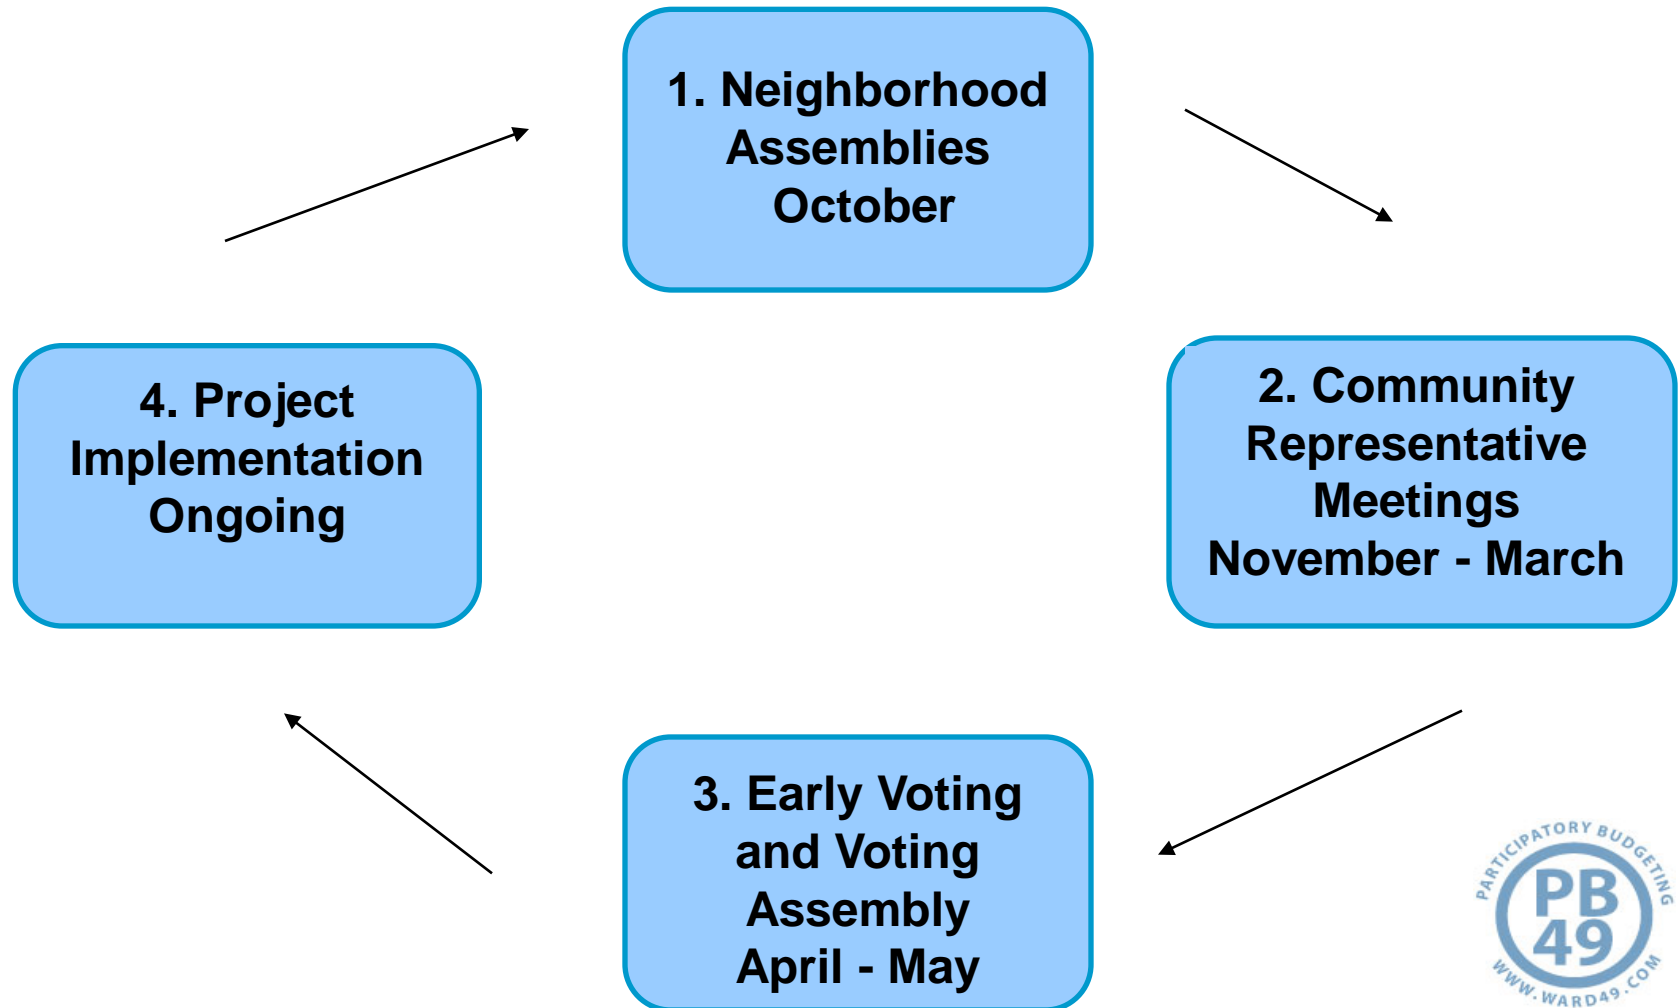 1. Neighborhood
Assemblies
October
2. Community
Representative
Meetings
November - March
3. Early Voting
and Voting
Assembly
April - May
4. Project
Implementation
Ongoing
PARTICIPATORY BUDGETING
PB
49
WWW.WARD49.COM